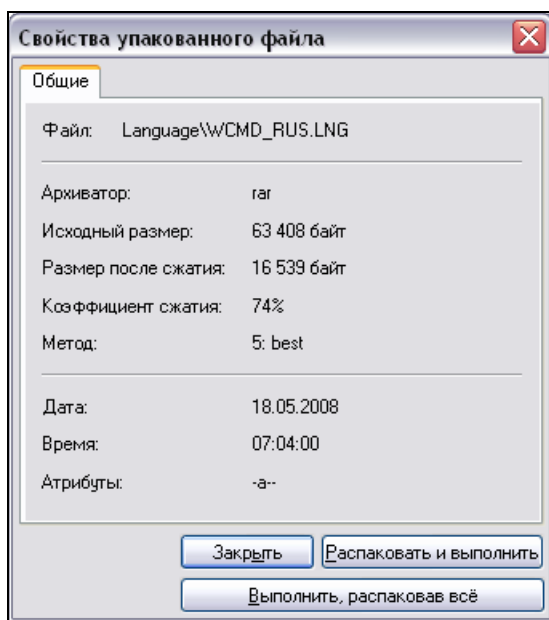 Свойства упакованного файла
Общие
Файл: Language\WCMD_RUS.LNG
Архиватор: rar
Исходный размер: 63 408 байт
Размер после сжатия: 16 539 байт
Коэффициент сжатия: 74%
Метод: 5: best
Дата: 18.05.2008
Время: 07:04:00
Атрибуты: -a--
Закрыть Распаковать и выполнить
Выполнить, распаковав всё